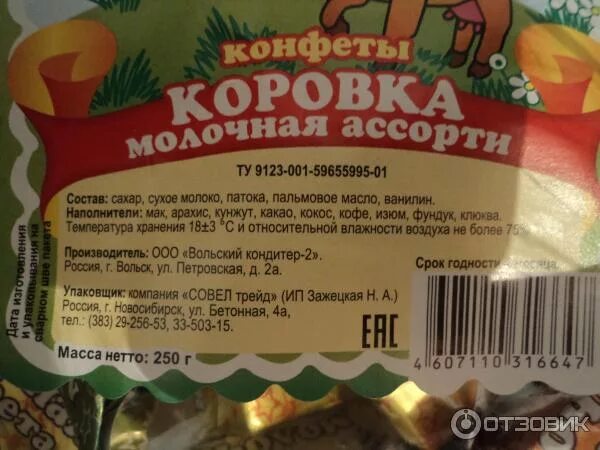 КОНФЕТЫ
КОРОВКА
МОЛОЧНАЯ АССОРТИ
ТУ 9123-001-59655995-01
Состав: сахар, сухое молоко, патока, пальмовое масло, ванилин.
Наполнители: мак, арахис, кунжут, какао, кокос, кофе, изюм, фундук, клюква.
Температура хранения 18±3 °С и относительной влажности воздуха не более 75%
Производитель: ООО «Вольский кондитер-2».
Россия, г. Вольск, ул. Петровская, д. 2а.
Упаковщик: компания «СОВЕЛ трейд» (ИП Зажецкая Н. А.)
Россия, г. Новосибирск, ул. Бетонная, 4а,
тел.: (383) 29-256-53, 33-503-15.
Масса нетто: 250 г
ЕАС
Дата изготовления
и упаковывания на
сварном шве пакета
Срок годности
4 607110 316647
ОТЗОВИК